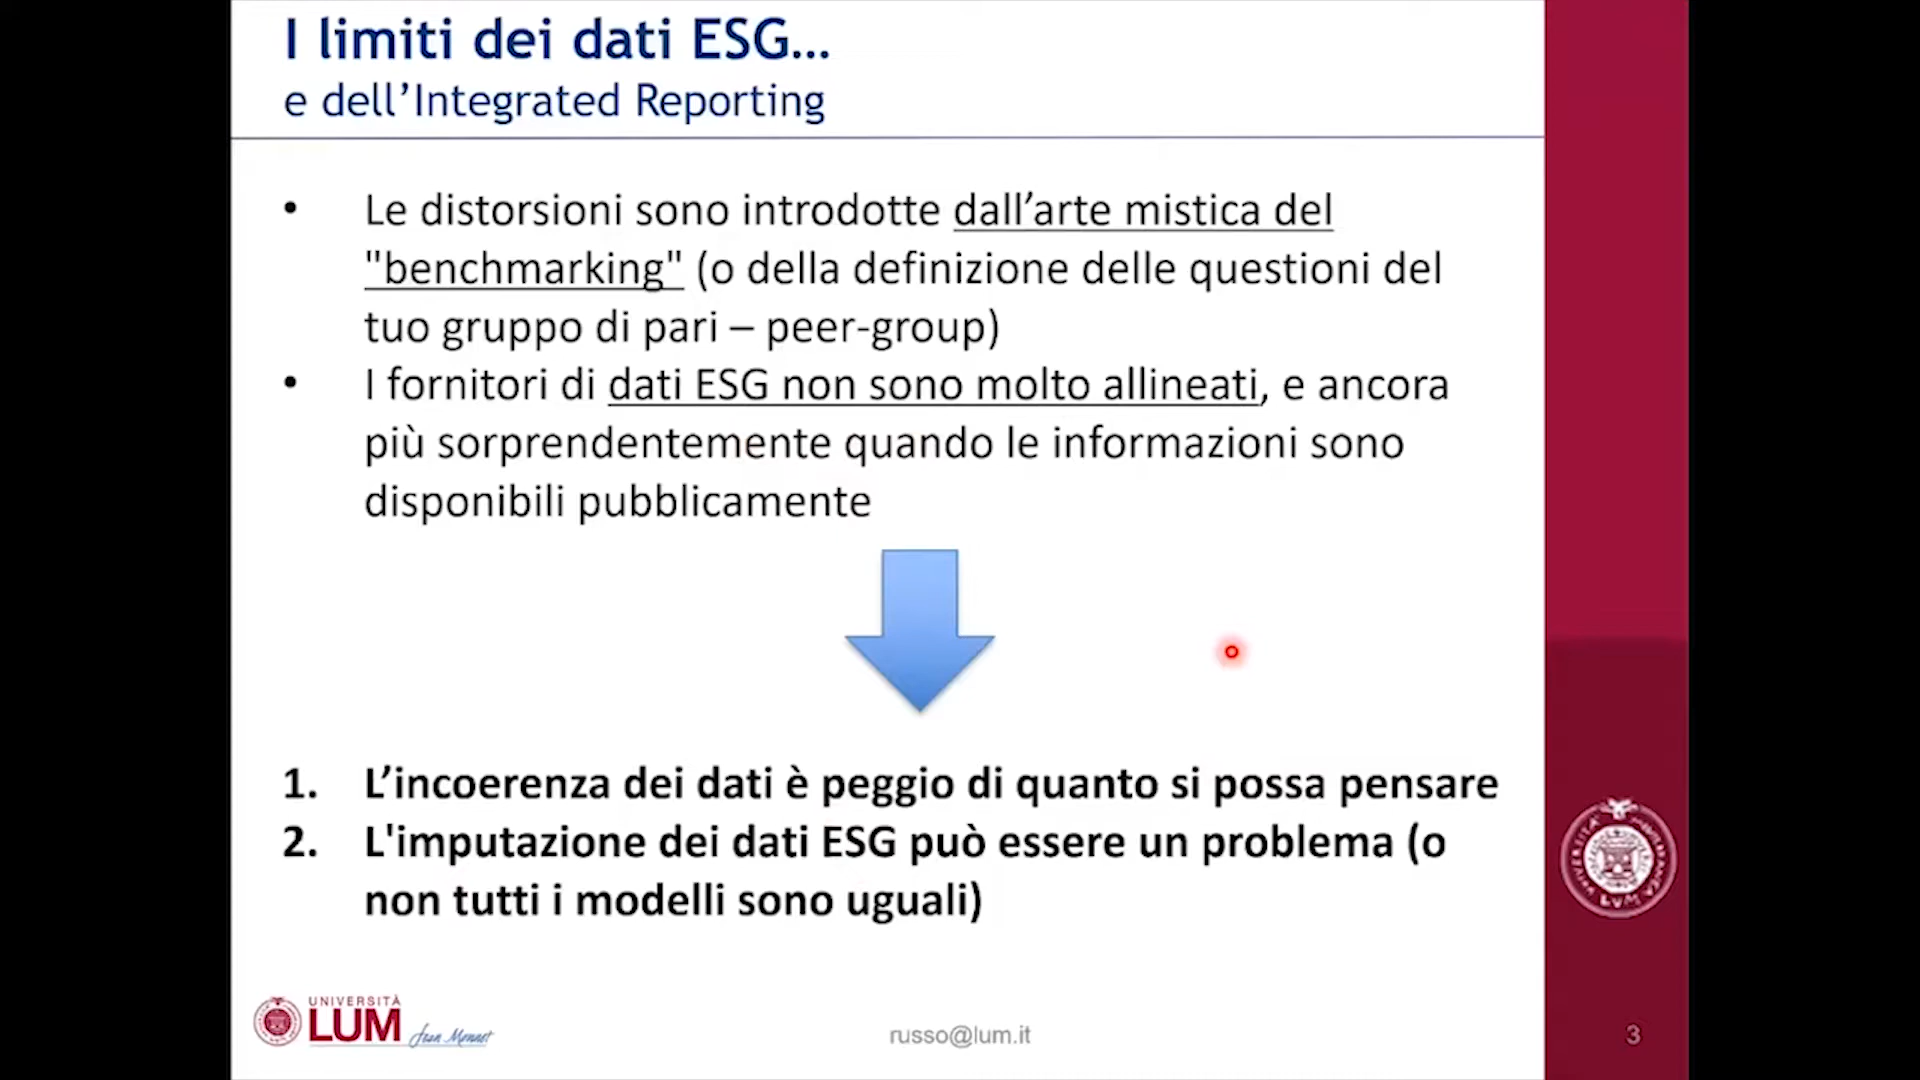 I limiti dei dati ESG...
e dell’Integrated Reporting
• Le distorsioni sono introdotte dall’arte mistica del
"benchmarking" (o della definizione delle questioni del
tuo gruppo di pari – peer-group)
• I fornitori di dati ESG non sono molto allineati, e ancora
più sorprendentemente quando le informazioni sono
disponibili pubblicamente
1. L’incoerenza dei dati è peggio di quanto si possa pensare
2. L'imputazione dei dati ESG può essere un problema (o
non tutti i modelli sono uguali)
UNIVERSITÀ
LUM
Jean Monnet
russo@lum.it
3